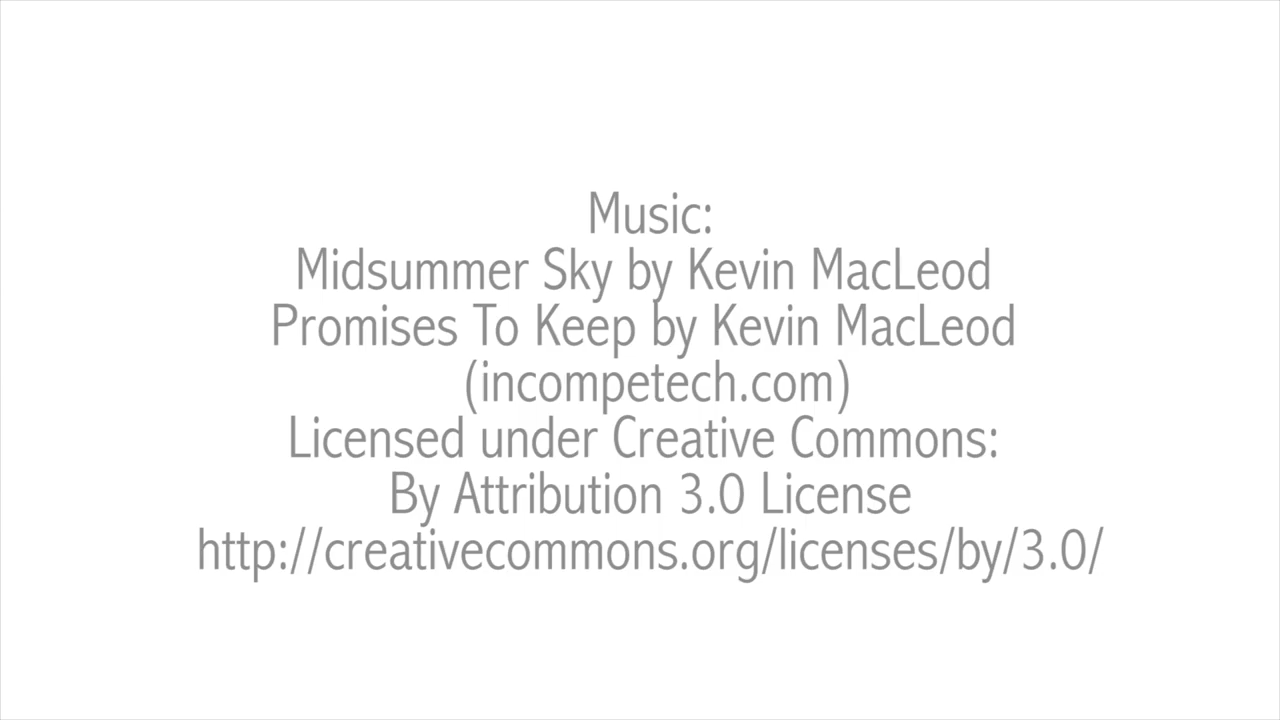 Music:
Midsummer Sky by Kevin MacLeod
Promises To Keep by Kevin MacLeod
(incompetech.com)
Licensed under Creative Commons:
By Attribution 3.0 License
http://creativecommons.org/licenses/by/3.0/